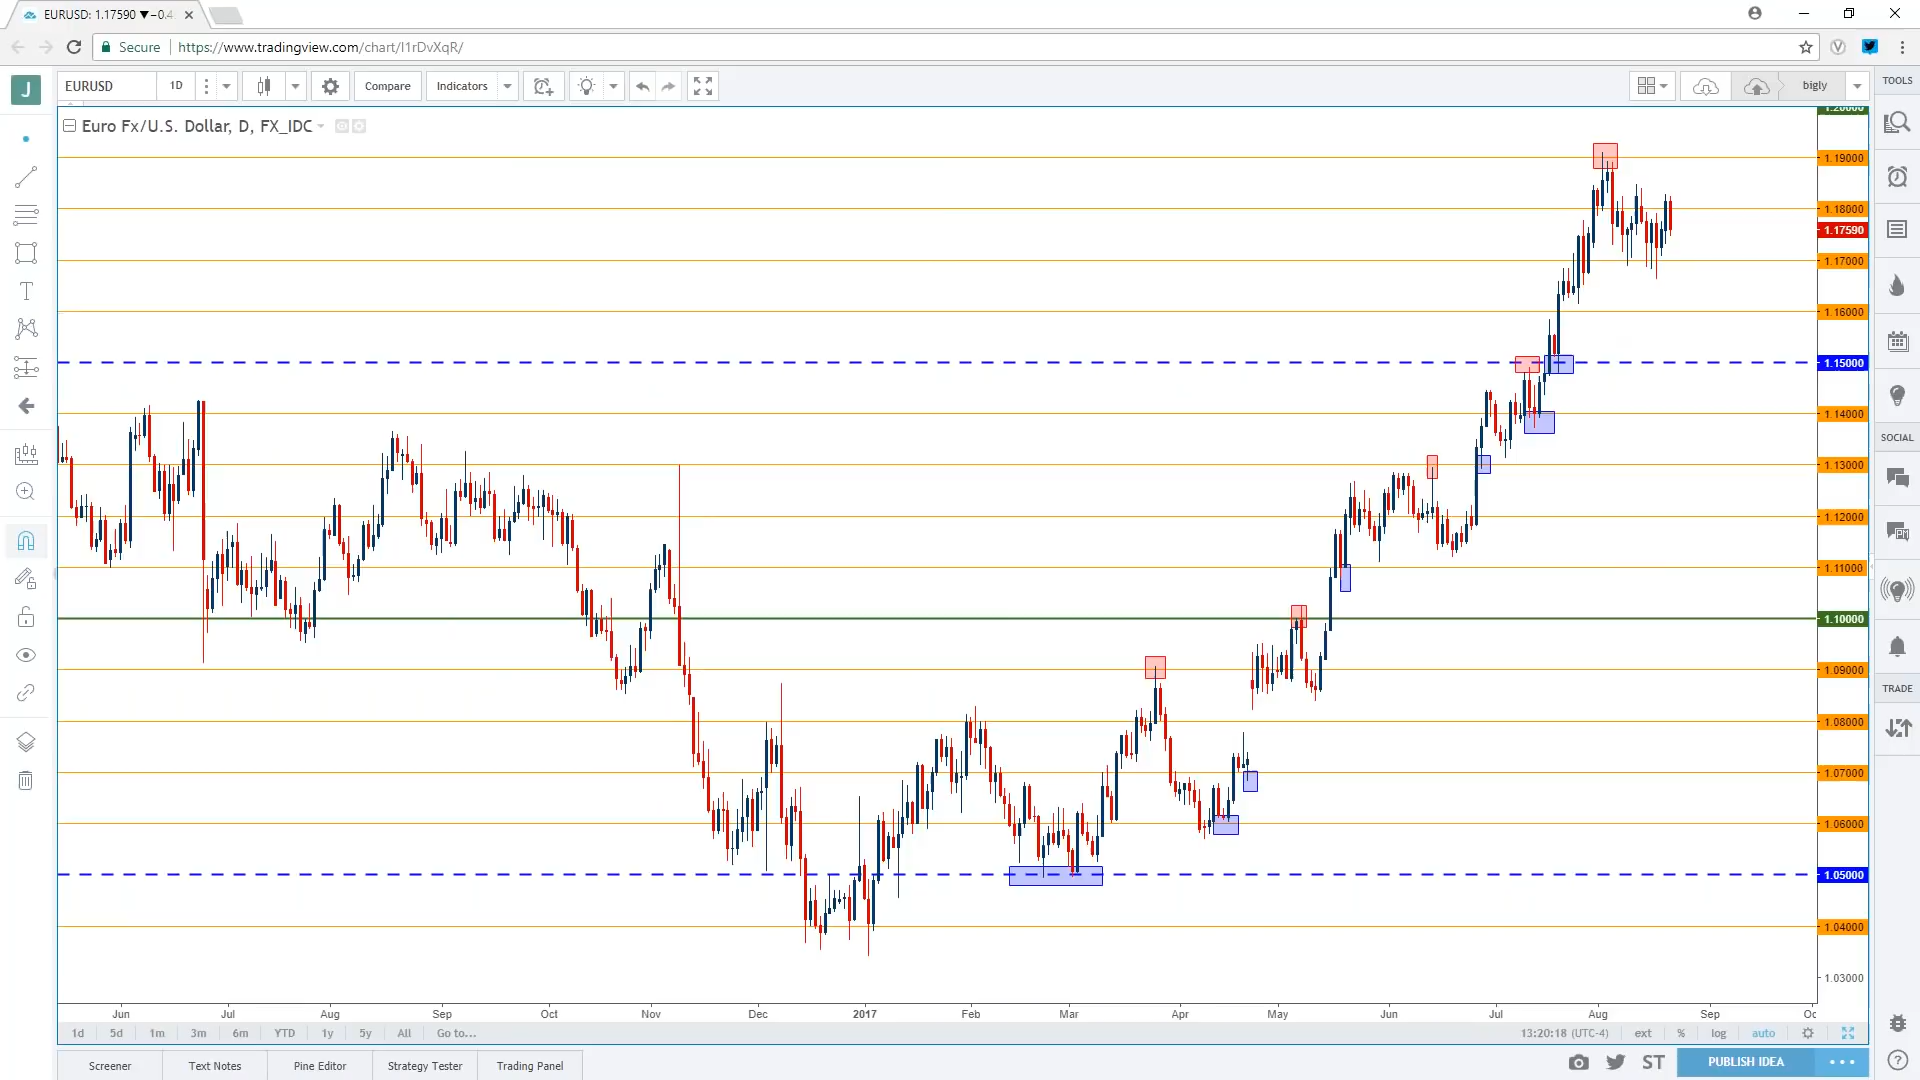 EURUSD: 1.17590 ▼−0.4
Secure https://www.tradingview.com/chart/I1rDvXqR/
J EURUSD 1D Compare Indicators bigly TOOLS
Euro Fx/U.S. Dollar, D, FX_IDC
1.20000
1.19000
1.18000
1.17590
1.17000
1.16000
1.15000
1.14000
SOCIAL
1.13000
1.12000
1.11000
1.10000
1.09000
TRADE
1.08000
1.07000
1.06000
1.05000
1.04000
1.03000
Jun Jul Aug Sep Oct Nov Dec 2017 Feb Mar Apr May Jun Jul Aug Sep Oc
1d 5d 1m 3m 6m YTD 1y 5y All Go to... 13:20:18 (UTC-4) ext % log auto
Screener Text Notes Pine Editor Strategy Tester Trading Panel ST PUBLISH IDEA